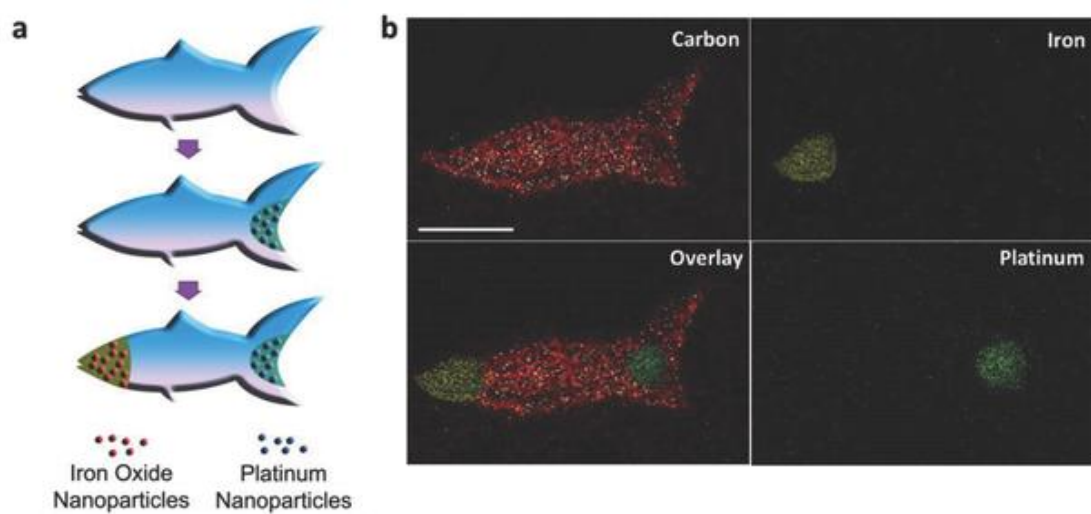 a
Iron Oxide
Nanoparticles
Platinum
Nanoparticles
b
Carbon
Iron
Overlay
Platinum